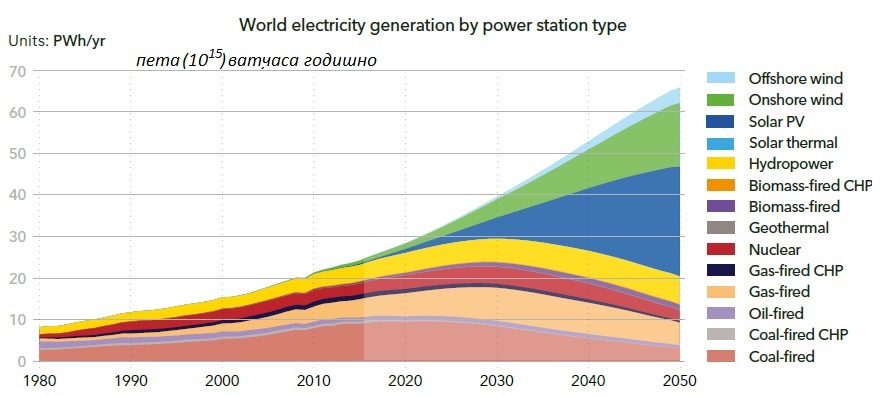 World electricity generation by power station type
Units: PWh/yr
пета (10¹⁵) ватчаса годишно
70
60
50
40
30
20
10
0
1980 1990 2000 2010 2020 2030 2040 2050
Offshore wind
Onshore wind
Solar PV
Solar thermal
Hydropower
Biomass-fired CHP
Biomass-fired
Geothermal
Nuclear
Gas-fired CHP
Gas-fired
Oil-fired
Coal-fired CHP
Coal-fired